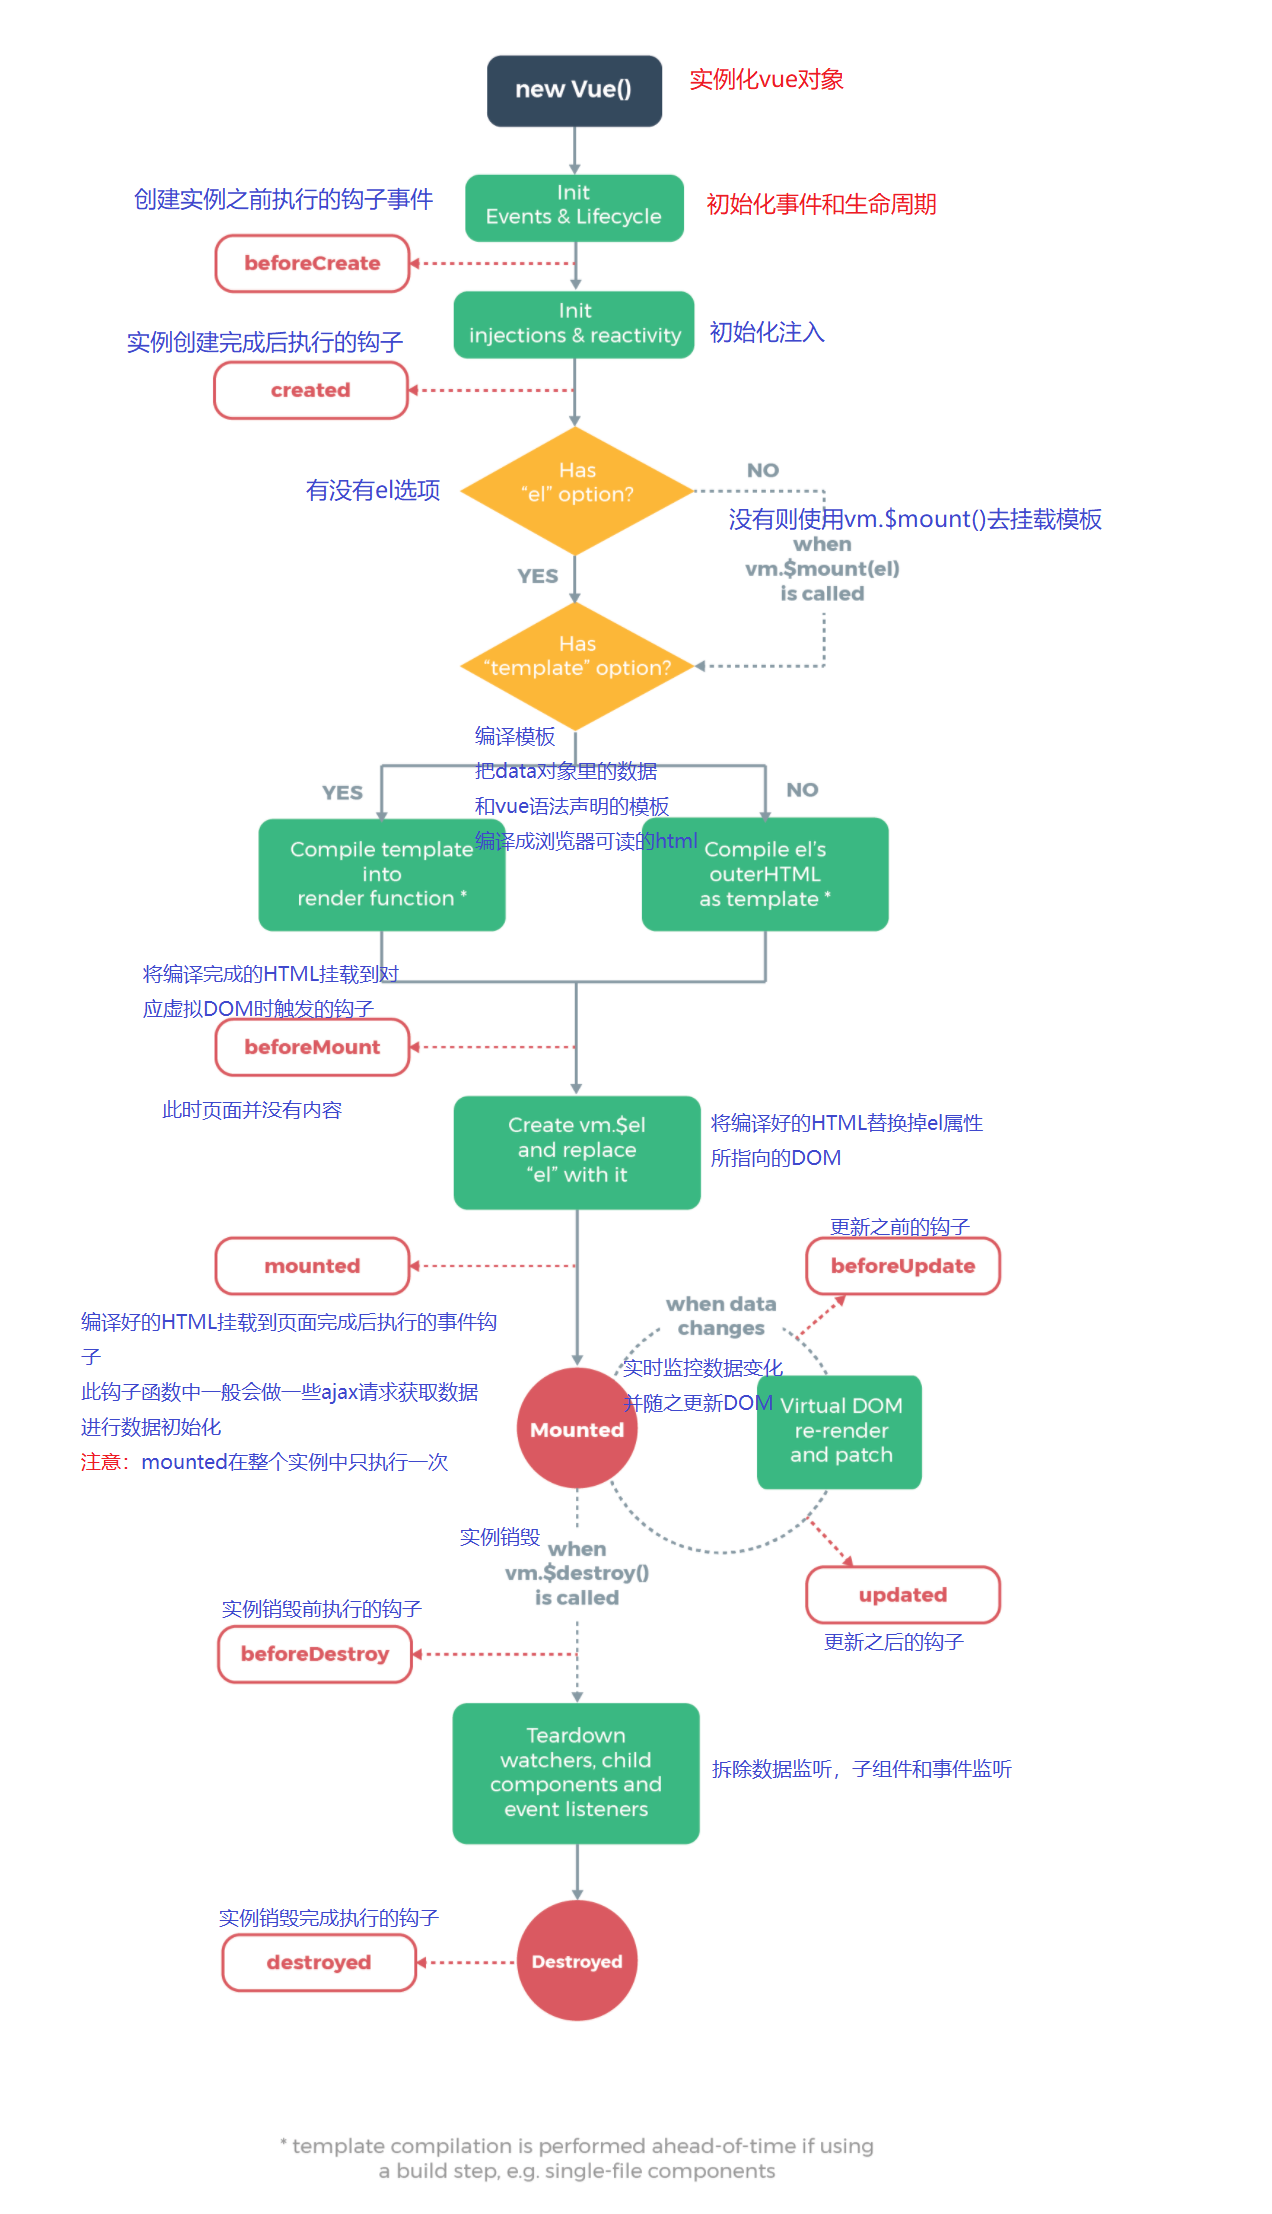 new Vue()
实例化vue对象
创建实例之前执行的钩子事件
Init
Events & Lifecycle
初始化事件和生命周期
beforeCreate
Init
injections & reactivity
初始化注入
实例创建完成后执行的钩子
created
Has
“el” option?
有没有el选项
NO
没有则使用vm.$mount()去挂载模板
when
vm.$mount(el)
is called
YES
Has
“template” option?
编译模板
把data对象里的数据
和vue语法声明的模板
编译成浏览器可读的html
YES
NO
Compile template
into
render function *
Compile el’s
outerHTML
as template *
将编译完成的HTML挂载到对
应虚拟DOM时触发的钩子
beforeMount
此时页面并没有内容
Create vm.$el
and replace
“el” with it
将编译好的HTML替换掉el属性
所指向的DOM
mounted
编译好的HTML挂载到页面完成后执行的事件钩
子
此钩子函数中一般会做一些ajax请求获取数据
进行数据初始化
注意：mounted在整个实例中只执行一次
更新之前的钩子
beforeUpdate
when data
changes
实时监控数据变化
并随之更新DOM
Mounted
Virtual DOM
re-render
and patch
updated
更新之后的钩子
实例销毁
when
vm.$destroy()
is called
实例销毁前执行的钩子
beforeDestroy
Teardown
watchers, child
components and
event listeners
拆除数据监听，子组件和事件监听
实例销毁完成执行的钩子
destroyed
Destroyed
* template compilation is performed ahead-of-time if using
a build step, e.g. single-file components